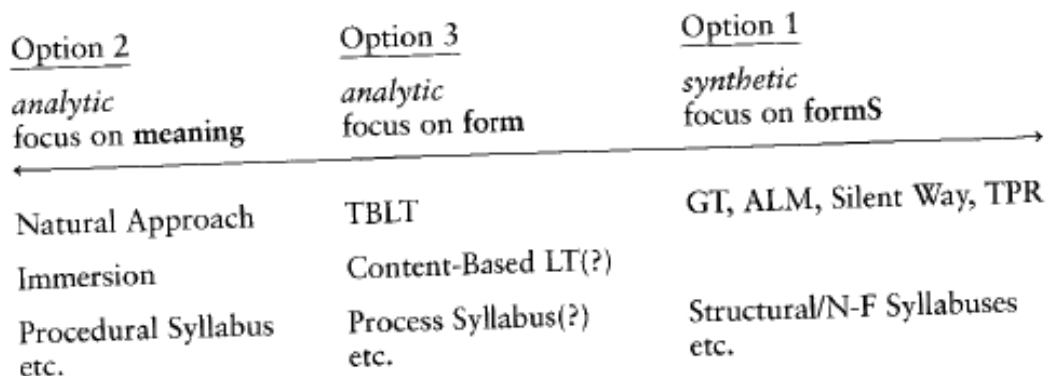 Option 2
analytic
focus on meaning
Option 3
analytic
focus on form
Option 1
synthetic
focus on formS
Natural Approach
Immersion
Procedural Syllabus
etc.
TBLT
Content-Based LT(?)
Process Syllabus(?)
etc.
GT, ALM, Silent Way, TPR
Structural/N-F Syllabuses
etc.